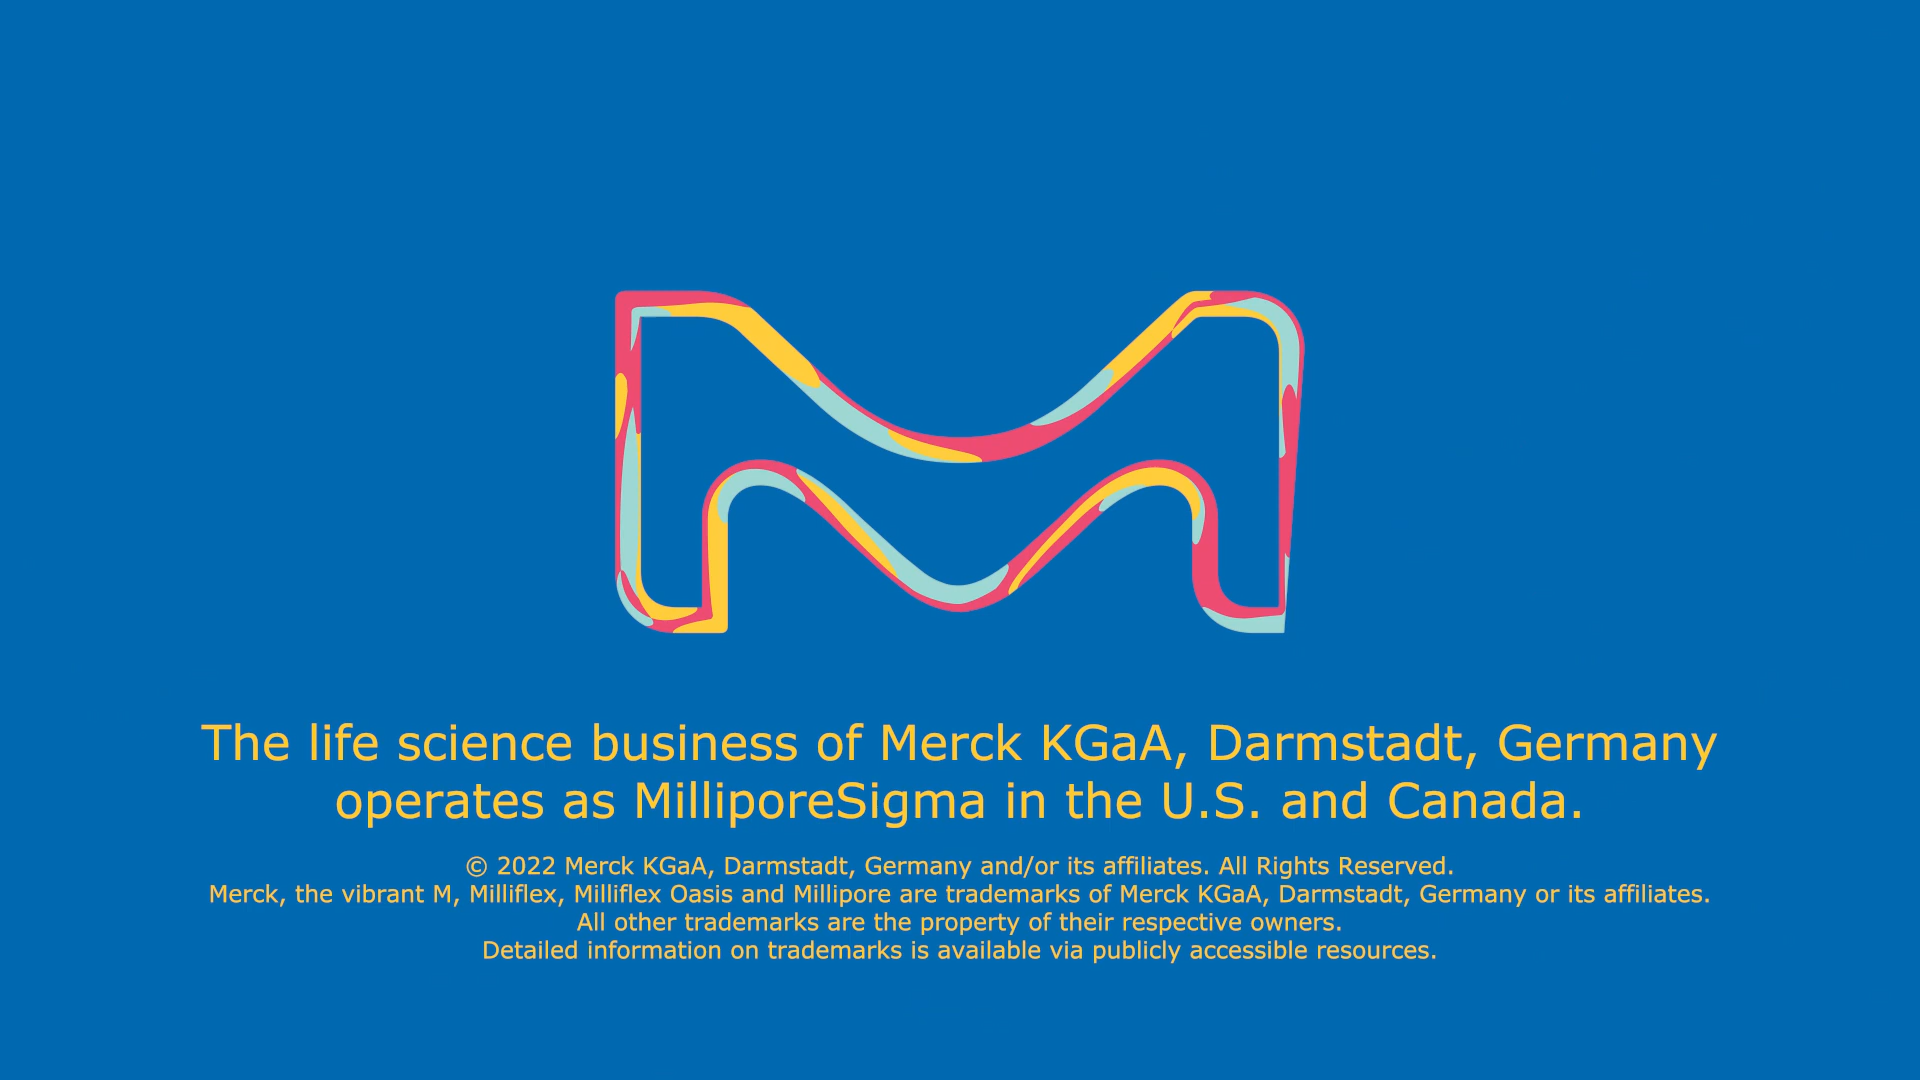 The life science business of Merck KGaA, Darmstadt, Germany
operates as MilliporeSigma in the U.S. and Canada.
© 2022 Merck KGaA, Darmstadt, Germany and/or its affiliates. All Rights Reserved.
Merck, the vibrant M, Milliflex, Milliflex Oasis and Millipore are trademarks of Merck KGaA, Darmstadt, Germany or its affiliates.
All other trademarks are the property of their respective owners.
Detailed information on trademarks is available via publicly accessible resources.